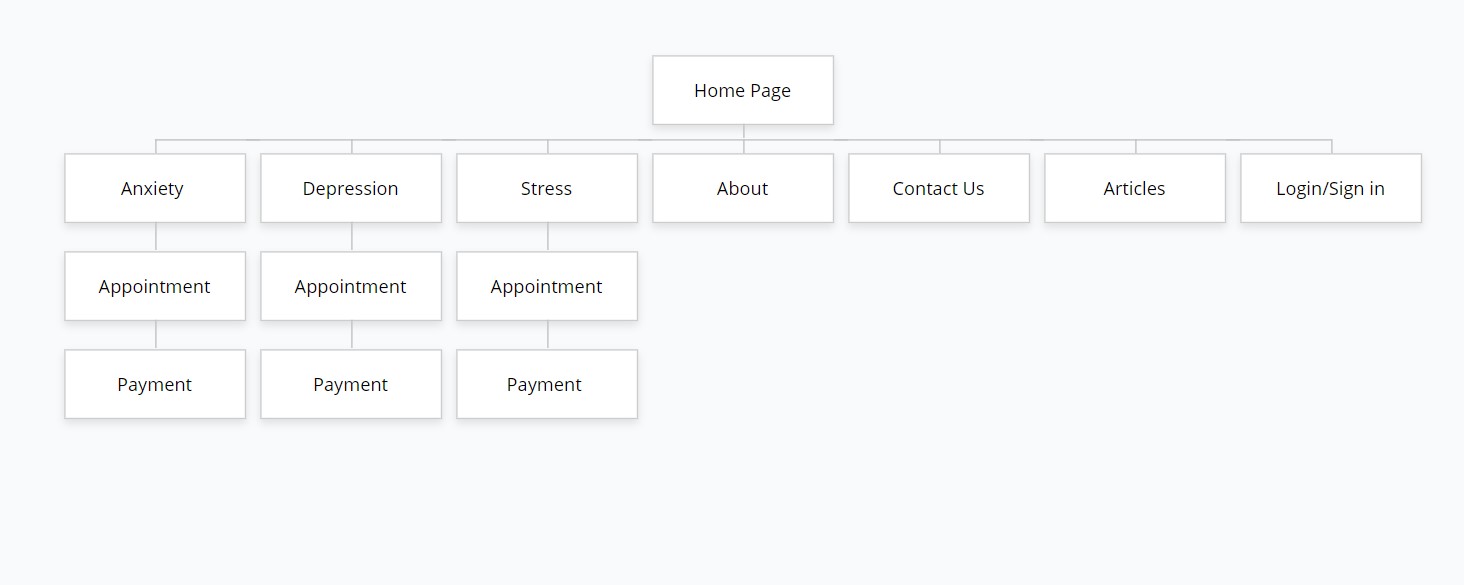 Home Page
Anxiety
Depression
Stress
About
Contact Us
Articles
Login/Sign in
Appointment
Appointment
Appointment
Payment
Payment
Payment